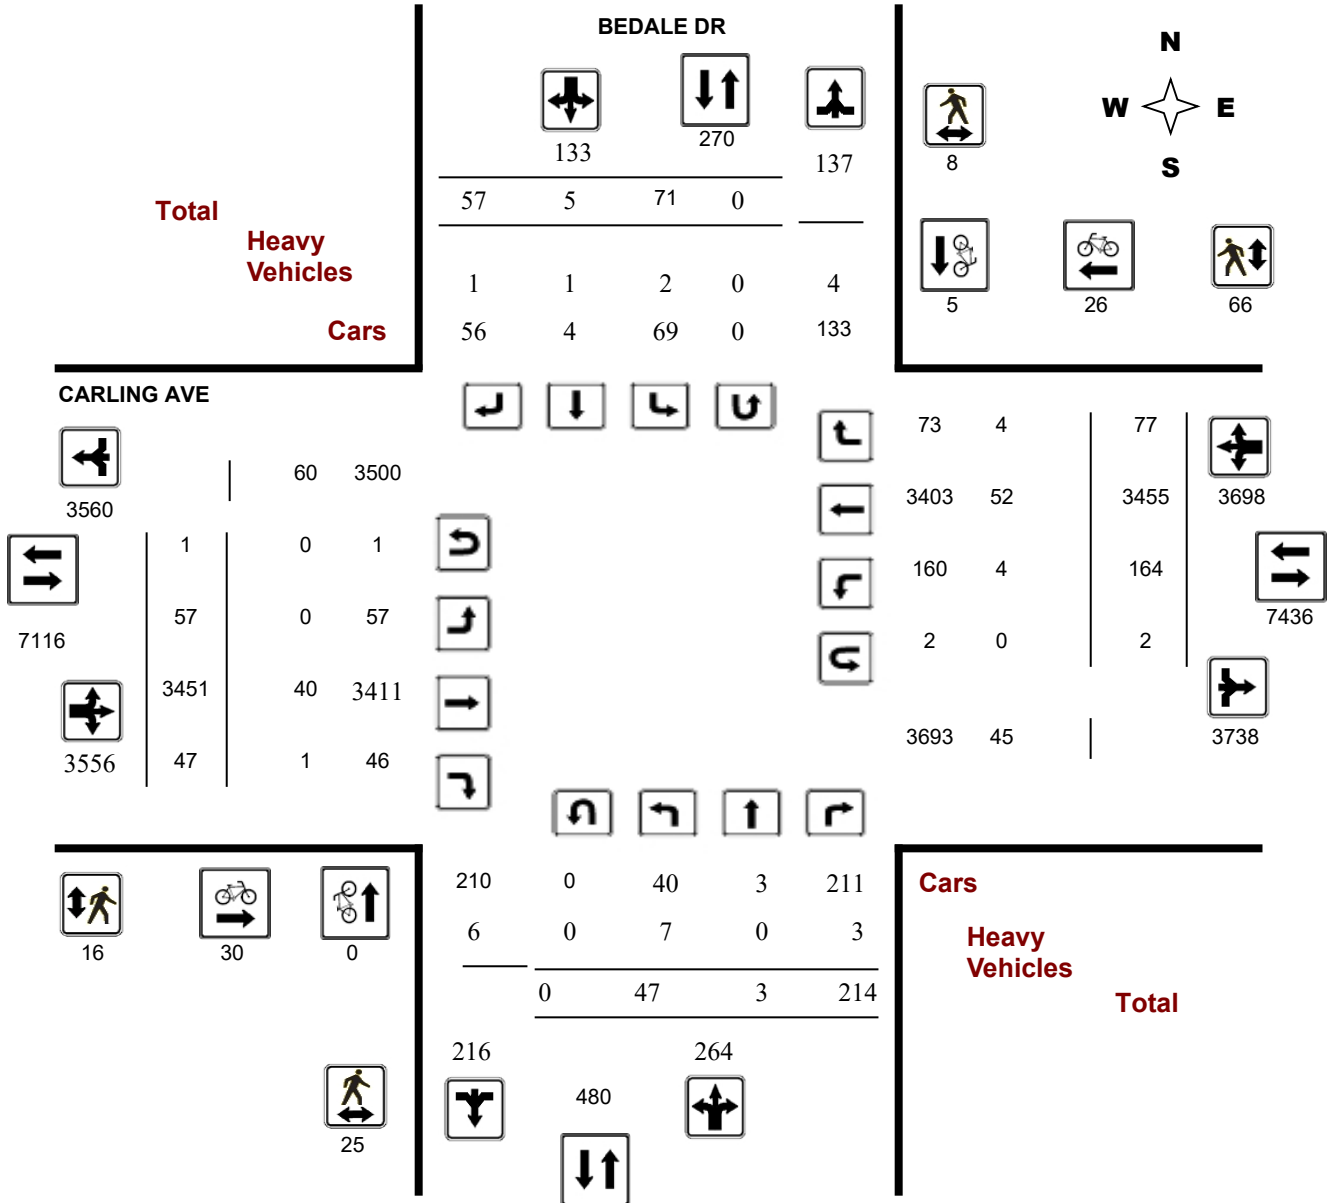 BEDALE DR
N
W E
S
133
270
137
8
57 5 71 0
Total
Heavy
Vehicles
1 1 2 0 4
5 26 66
Cars
56 4 69 0 133
CARLING AVE
73 4 77
60 3500
3560
3403 52 3455 3698
1 0 1
160 4 164
57 0 57
7116
7436
2 0 2
3451 40 3411
3693 45 3738
3556 47 1 46
210 0 40 3 211
Cars
6 0 7 0 3
Heavy
Vehicles
16 30 0
0 47 3 214
Total
216 264
480
25